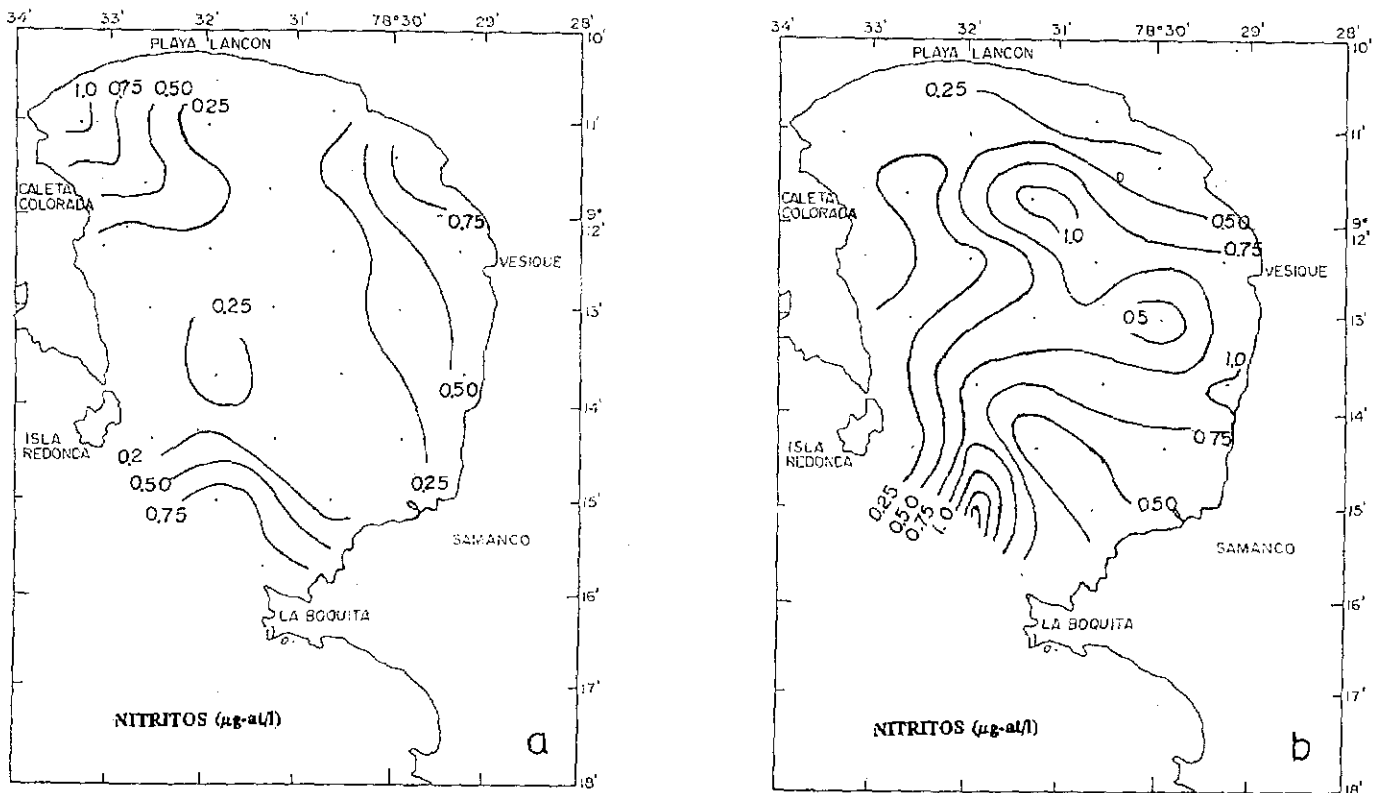 34' 33' 32' 31' 78°30' 29' 28'
10'
PLAYA LANCON
1.0 0.75 0.50
0.25
11'
CALETA
COLORADA
0.75
9°
12'
VESIQUE
0.25
13'
0.50
14'
ISLA
REDONDA
0.2
0.50
0.25
0.75
15'
SAMANCO
16'
LA BOQUITA
17'
NITRITOS (µg-at/l)
a
18'
34' 33' 32' 31' 78°30' 29' 28'
10'
PLAYA LANCON
0.25
11'
CALETA
COLORADA
0.50
9°
1.0
12'
0.75
VESIQUE
0.5
13'
1.0
14'
0.75
ISLA
REDONDA
0.25
0.50
0.75
1.0
0.50
15'
SAMANCO
16'
LA BOQUITA
17'
NITRITOS (µg-at/l)
b
18'